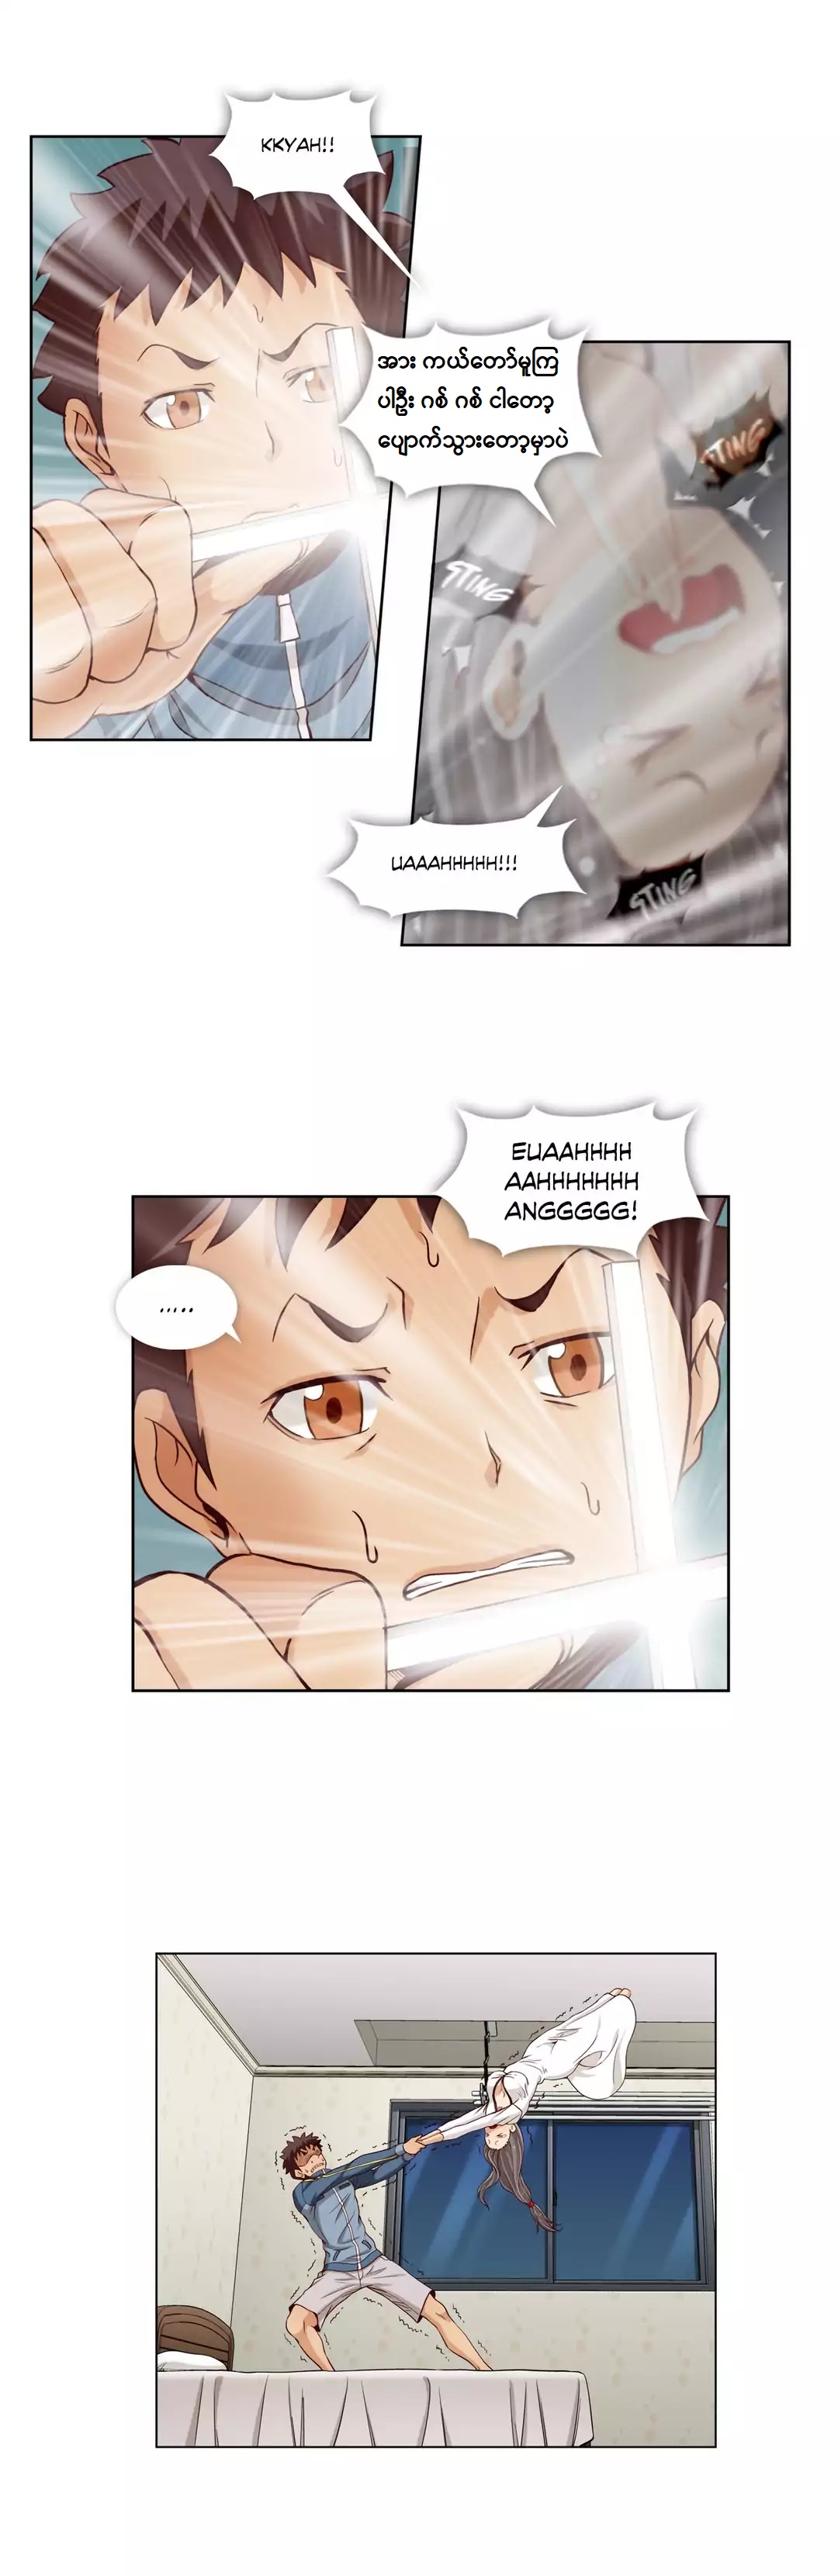 KKYAH!!
အား ကယ်တော်မူကြ
ပါဦး ဂစ် ဂစ် ငါတော့
ပျောက်သွားတော့မှာပဲ
STING
STING
UAAAHHHHH!!!
STING
EUAAHHHH
AAHHHHHHH
ANGGGGG!
.....